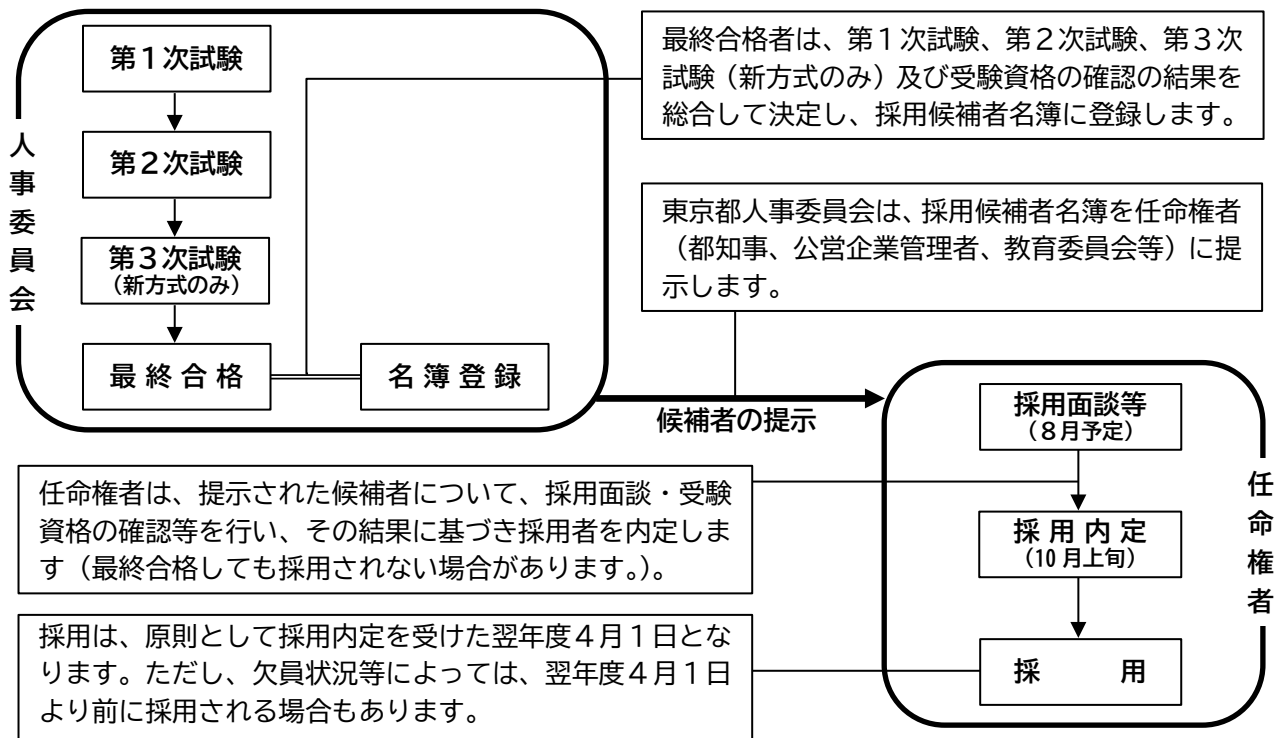 人事委員会
第１次試験
第２次試験
第３次試験
（新方式のみ）
最終合格
名簿登録
最終合格者は、第１次試験、第２次試験、第３次
試験（新方式のみ）及び受験資格の確認の結果を
総合して決定し、採用候補者名簿に登録します。
東京都人事委員会は、採用候補者名簿を任命権者
（都知事、公営企業管理者、教育委員会等）に提
示します。
候補者の提示
任命権者
採用面談等
（８月予定）
採用内定
（10月上旬）
採用
任命権者は、提示された候補者について、採用面談・受験
資格の確認等を行い、その結果に基づき採用者を内定しま
す（最終合格しても採用されない場合があります。）。
採用は、原則として採用内定を受けた翌年度４月１日とな
ります。ただし、欠員状況等によっては、翌年度４月１日
より前に採用される場合もあります。